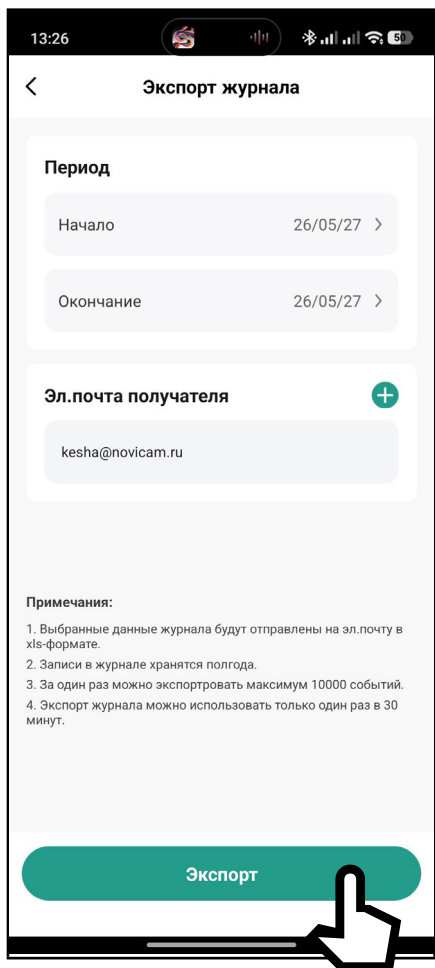 13:26
50
Экспорт журнала
Период
Начало 26/05/27
Окончание 26/05/27
Эл.почта получателя
kesha@novicam.ru
Примечания:
1. Выбранные данные журнала будут отправлены на эл.почту в
xls-формате.
2. Записи в журнале хранятся полгода.
3. За один раз можно экспортровать максимум 10000 событий.
4. Экспорт журнала можно использовать только один раз в 30
минут.
Экспорт